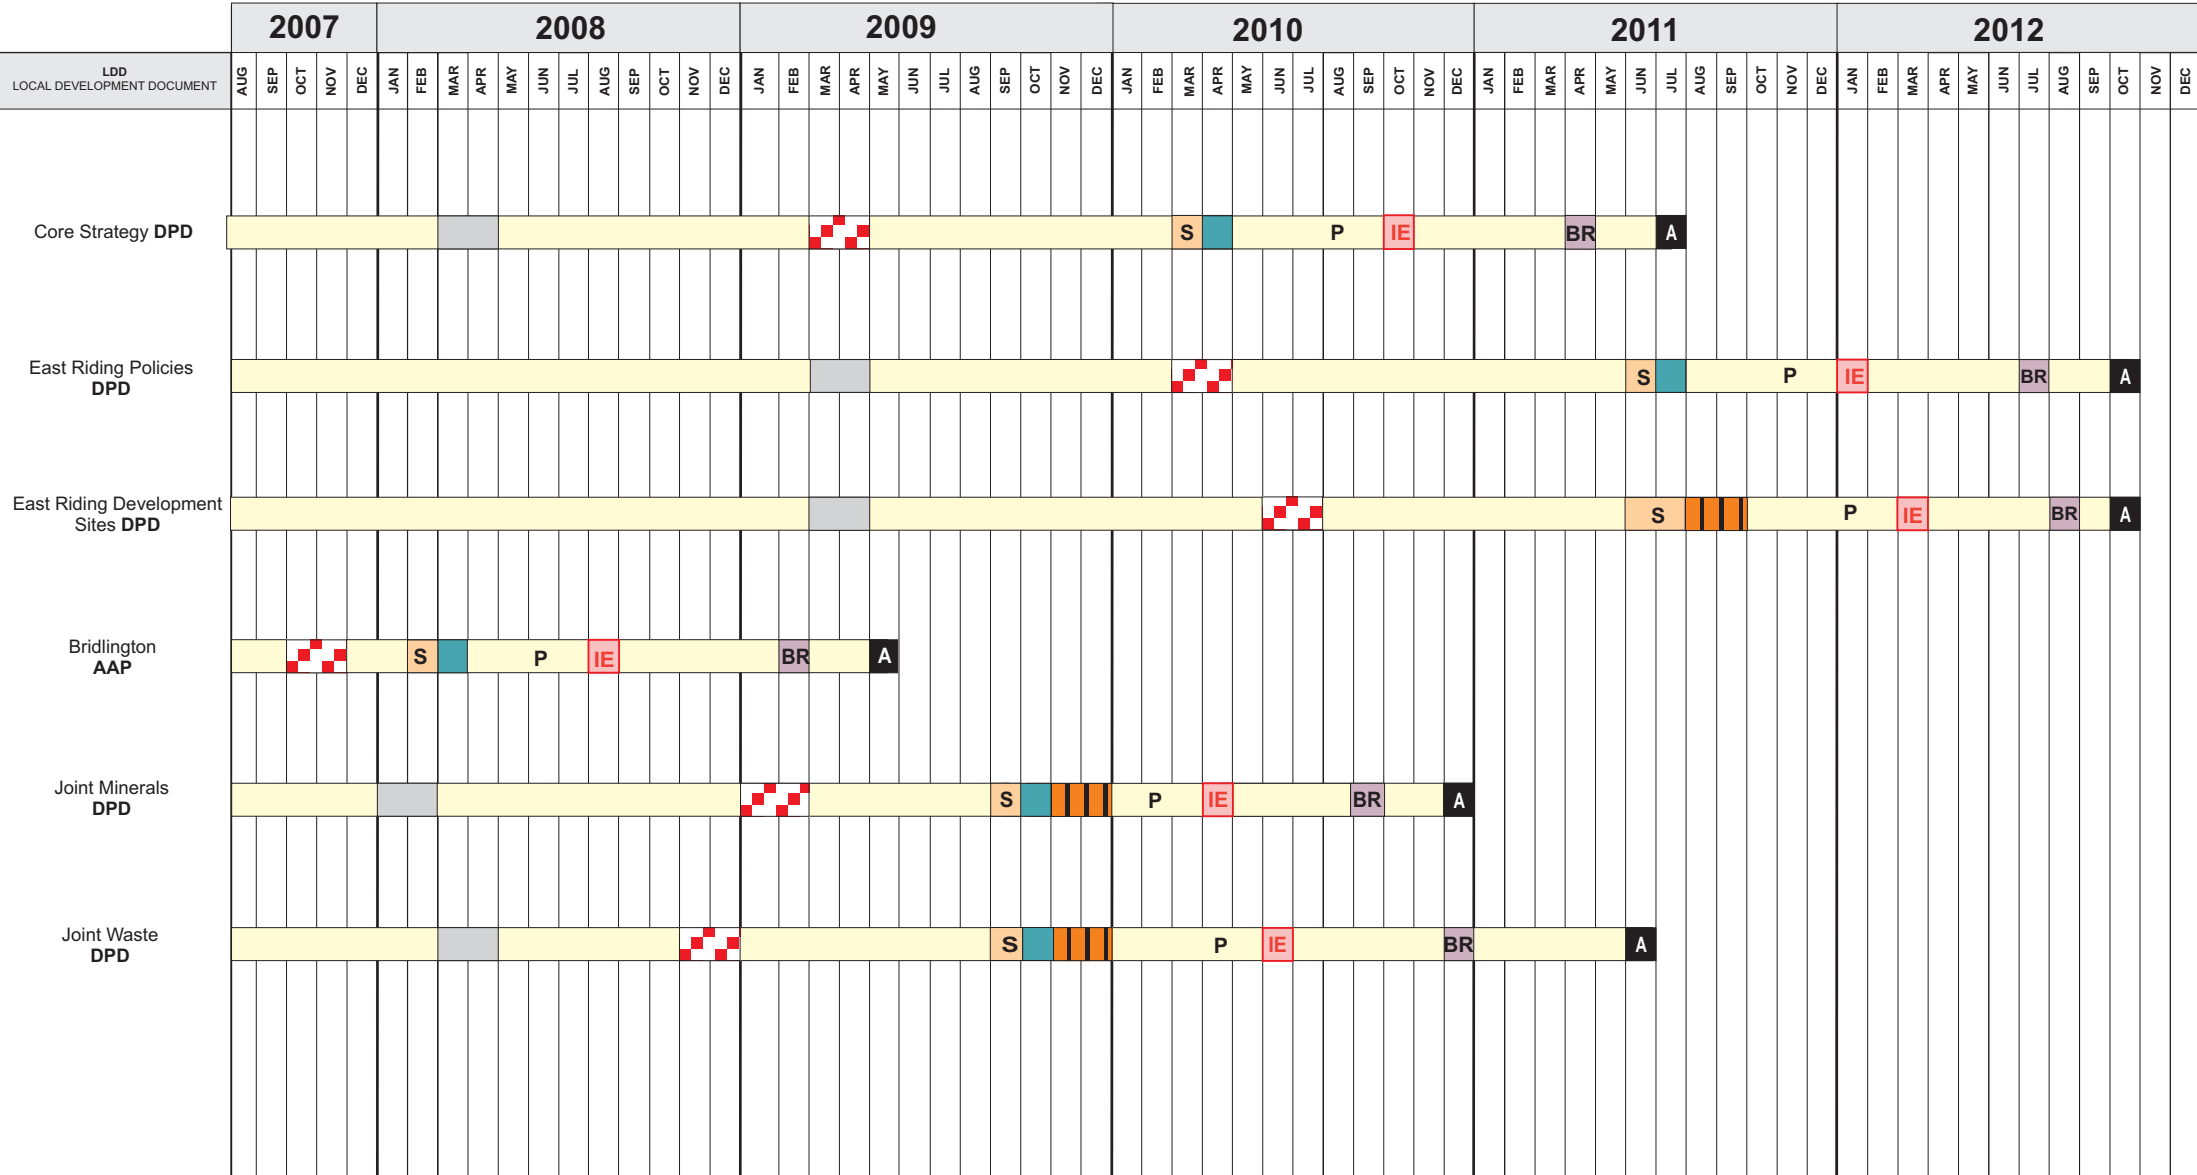 2007 2008 2009 2010 2011 2012
LDD
LOCAL DEVELOPMENT DOCUMENT
AUG SEP OCT NOV DEC JAN FEB MAR APR MAY JUN JUL AUG SEP OCT NOV DEC JAN FEB MAR APR MAY JUN JUL AUG SEP OCT NOV DEC JAN FEB MAR APR MAY JUN JUL AUG SEP OCT NOV DEC JAN FEB MAR APR MAY JUN JUL AUG SEP OCT NOV DEC JAN FEB MAR APR MAY JUN JUL AUG SEP OCT NOV DEC
Core Strategy DPD
S P IE BR A
East Riding Policies
DPD
S P IE BR A
East Riding Development
Sites DPD
S P IE BR A
Bridlington
AAP
S P IE BR A
Joint Minerals
DPD
S P IE BR A
Joint Waste
DPD
S P IE BR A